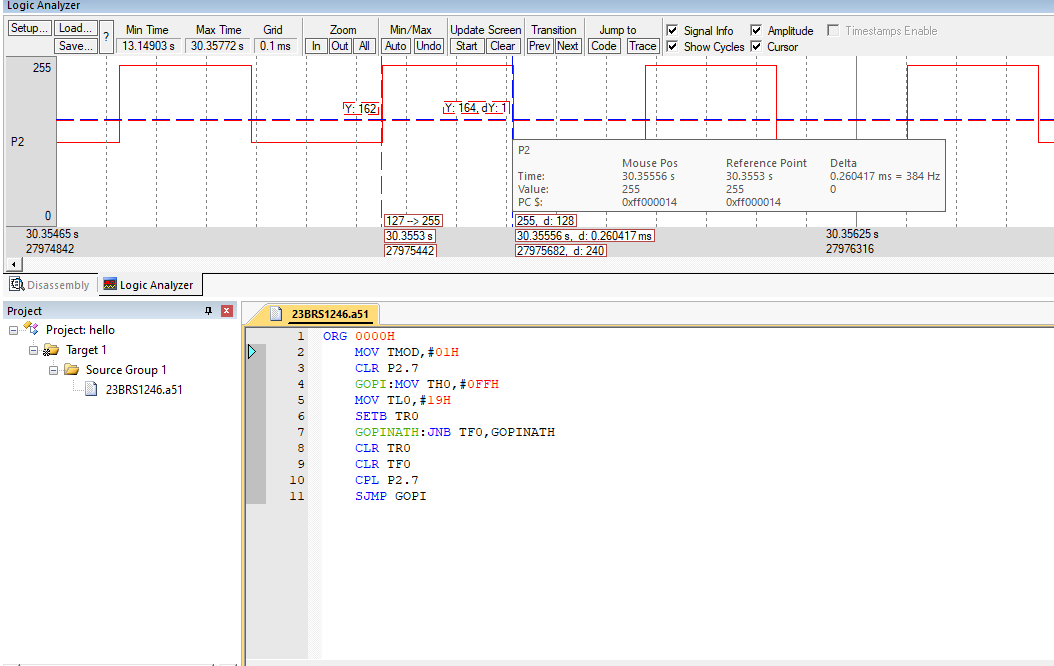 Logic Analyzer
Setup... Load... ? Min Time Max Time Grid Zoom Min/Max Update Screen Transition Jump to Signal Info Amplitude Timestamps Enable
Save... 13.14903 s 30.35772 s 0.1 ms In Out All Auto Undo Start Clear Prev Next Code Trace Show Cycles Cursor
255
Y: 162 Y: 164, dY: 1
P2
P2
Mouse Pos Reference Point Delta
Time: 30.35556 s 30.3553 s 0.260417 ms = 384 Hz
Value: 255 255 0
PC $: 0xff000014 0xff000014
0 127 --> 255 255, d: 128
30.35465 s 30.3553 s 30.35556 s, d: 0.260417 ms 30.35625 s
27974842 27975442 27975682, d: 240 27976316
Disassembly Logic Analyzer
Project
Project: hello
Target 1
Source Group 1
23BRS1246.a51
23BRS1246.a51
1 ORG 0000H
2 MOV TMOD,#01H
3 CLR P2.7
4 GOPI:MOV TH0,#0FFH
5 MOV TL0,#19H
6 SETB TR0
7 GOPINATH:JNB TF0,GOPINATH
8 CLR TR0
9 CLR TF0
10 CPL P2.7
11 SJMP GOPI